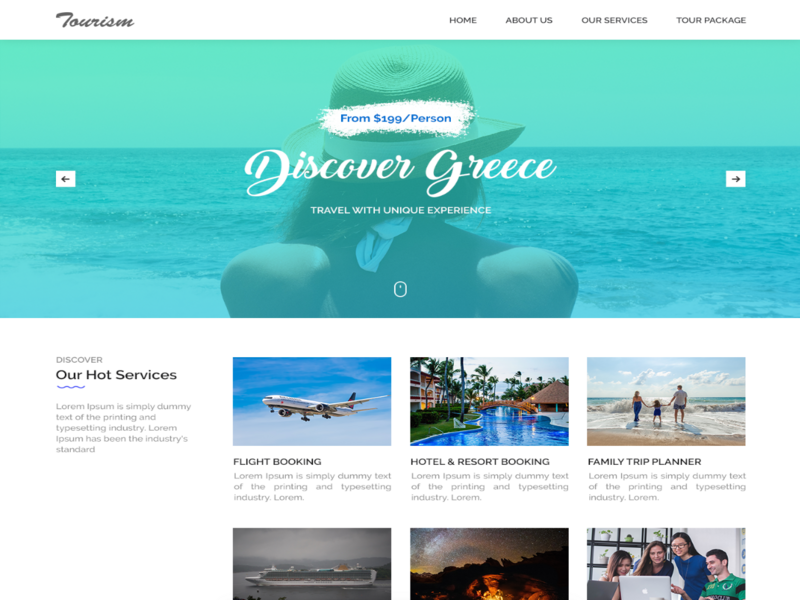 Tourism
HOME ABOUT US OUR SERVICES TOUR PACKAGE
From $199/Person
Discover Greece
TRAVEL WITH UNIQUE EXPERIENCE
DISCOVER
Our Hot Services
Lorem Ipsum is simply dummy
text of the printing and
typesetting industry. Lorem
Ipsum has been the industry's
standard
FLIGHT BOOKING
Lorem Ipsum is simply dummy text
of the printing and typesetting
industry. Lorem.
HOTEL & RESORT BOOKING
Lorem Ipsum is simply dummy text
of the printing and typesetting
industry. Lorem.
FAMILY TRIP PLANNER
Lorem Ipsum is simply dummy text
of the printing and typesetting
industry. Lorem.